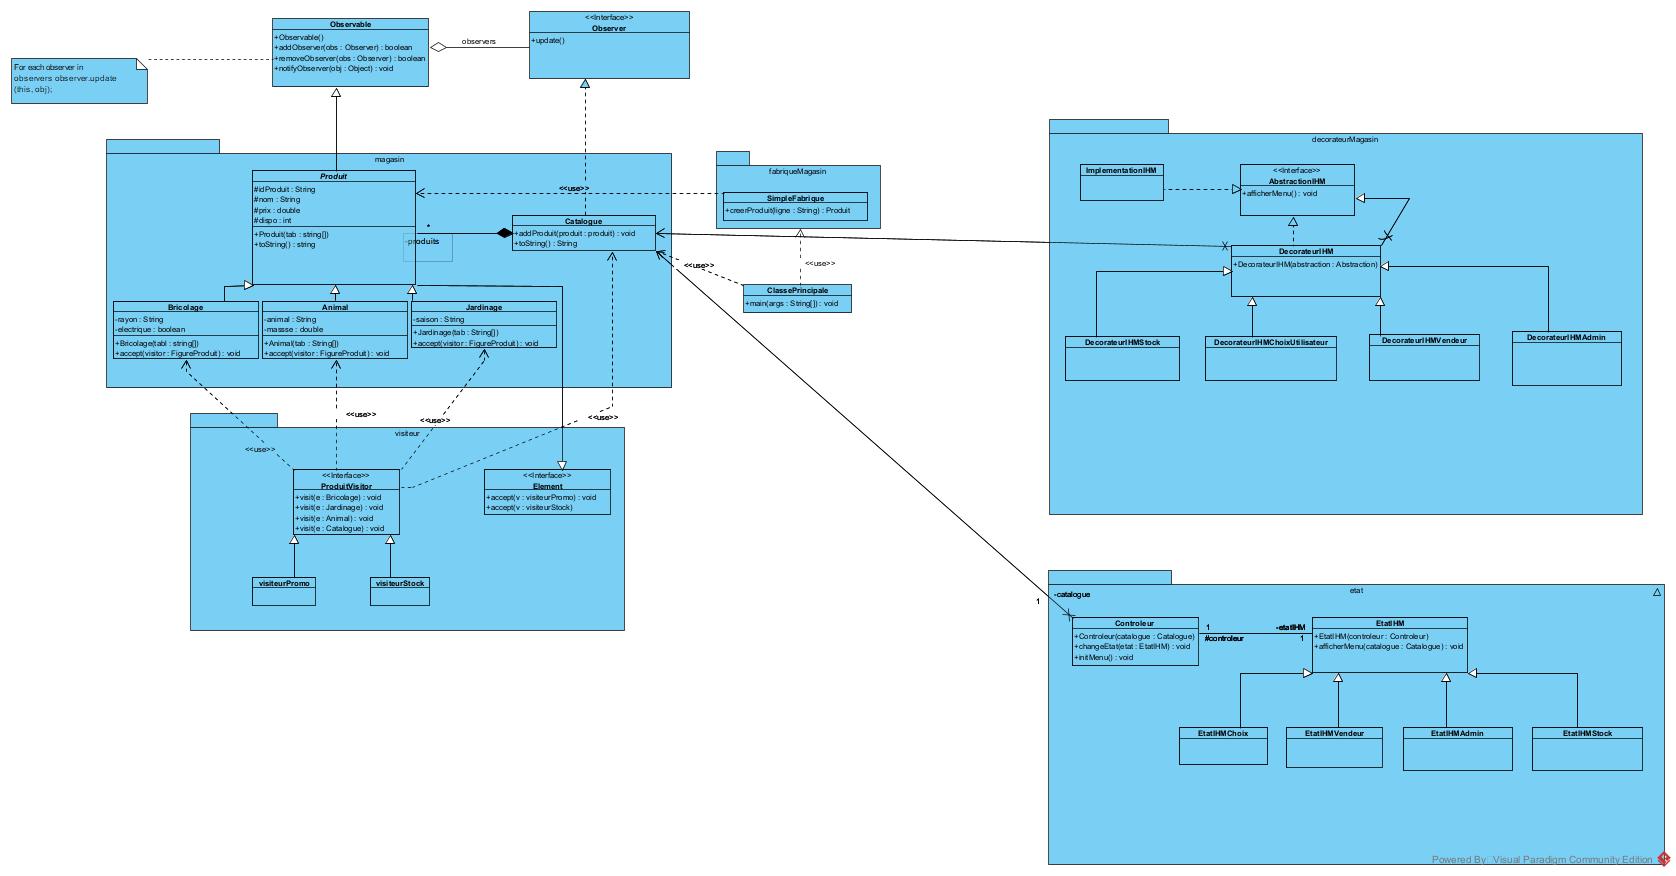 Observable
+Observable()
+addObserver(obs : Observer) : boolean
+removeObserver(obs : Observer) : boolean
+notifyObserver(obj : Object) : void
observers
<<Interface>>
Observer
+update()
For each observer in
observers observer.update
(this, obj);
magasin
Produit
#idProduit : String
#nom : String
#prix : double
#dispo : int
+Produit(tab : string[])
+toString() : string
*
-produits
<<use>>
Catalogue
+addProduit(produit : produit) : void
+toString() : String
Bricolage
-rayon : String
-electrique : boolean
+Bricolage(tabl : string[])
+accept(visitor : FigureProduit) : void
Animal
-animal : String
-massse : double
+Animal(tab : String[])
+accept(visitor : FigureProduit) : void
Jardinage
-saison : String
+Jardinage(tab : String[])
+accept(visitor : FigureProduit) : void
fabriqueMagasin
SimpleFabrique
+creerProduit(ligne : String) : Produit
<<use>>
<<use>>
ClassePrincipale
+main(args : String[]) : void
decorateurMagasin
ImplementationIHM
<<Interface>>
AbstractionIHM
+afficherMenu() : void
DecorateurIHM
+DecorateurIHM(abstraction : Abstraction)
DecorateurIHMStock
DecorateurIHMChoixUtilisateur
DecorateurIHMVendeur
DecorateurIHMAdmin
<<use>>
<<use>>
<<use>>
<<use>>
visiteur
<<Interface>>
ProduitVisitor
+visit(e : Bricolage) : void
+visit(e : Jardinage) : void
+visit(e : Animal) : void
+visit(e : Catalogue) : void
<<Interface>>
Element
+accept(v : visiteurPromo) : void
+accept(v : visiteurStock)
visiteurPromo
visiteurStock
etat
-catalogue
1
Controleur
+Controleur(catalogue : Catalogue)
+changeEtat(etat : EtatIHM) : void
+initMenu() : void
1
#controleur
-etatIHM
1
EtatIHM
+EtatIHM(controleur : Controleur)
+afficherMenu(catalogue : Catalogue) : void
EtatIHMChoix
EtatIHMVendeur
EtatIHMAdmin
EtatIHMStock
Powered By: Visual Paradigm Community Edition